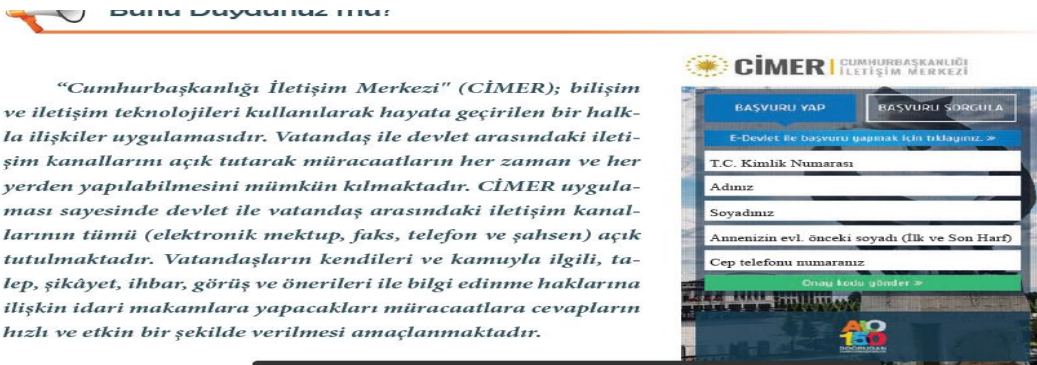 Bunu Duydunuz mu?
“Cumhurbaşkanlığı İletişim Merkezi" (CİMER); bilişim
ve iletişim teknolojileri kullanılarak hayata geçirilen bir halk-
la ilişkiler uygulamasıdır. Vatandaş ile devlet arasındaki ileti-
şim kanallarını açık tutarak müracaatların her zaman ve her
yerden yapılabilmesini mümkün kılmaktadır. CİMER uygula-
ması sayesinde devlet ile vatandaş arasındaki iletişim kanal-
larının tümü (elektronik mektup, faks, telefon ve şahsen) açık
tutulmaktadır. Vatandaşların kendileri ve kamuyla ilgili, ta-
lep, şikâyet, ihbar, görüş ve önerileri ile bilgi edinme haklarına
ilişkin idari makamlara yapacakları müracaatlara cevapların
hızlı ve etkin bir şekilde verilmesi amaçlanmaktadır.
CİMER CUMHURBAŞKANLIĞI
İLETİŞİM MERKEZİ
BAŞVURU YAP BAŞVURU SORGULA
E-Devlet ile başvuru yapmak için tıklayınız. »
T.C. Kimlik Numarası
Adınız
Soyadınız
Annenizin evl. önceki soyadı (İlk ve Son Harf)
Cep telefonu numaranız
Onay kodu gönder »
ALO
150
DOĞRUDAN